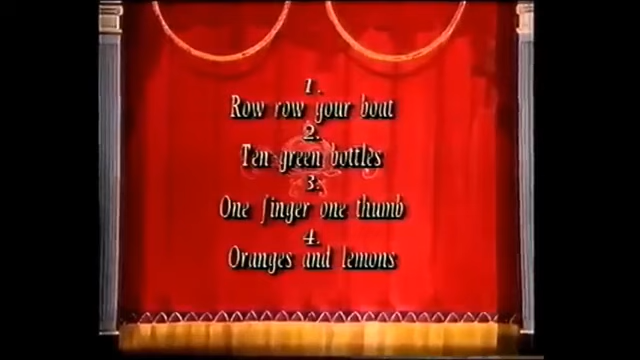 1.
Row row your boat
2.
Ten green bottles
3.
One finger one thumb
4.
Oranges and lemons